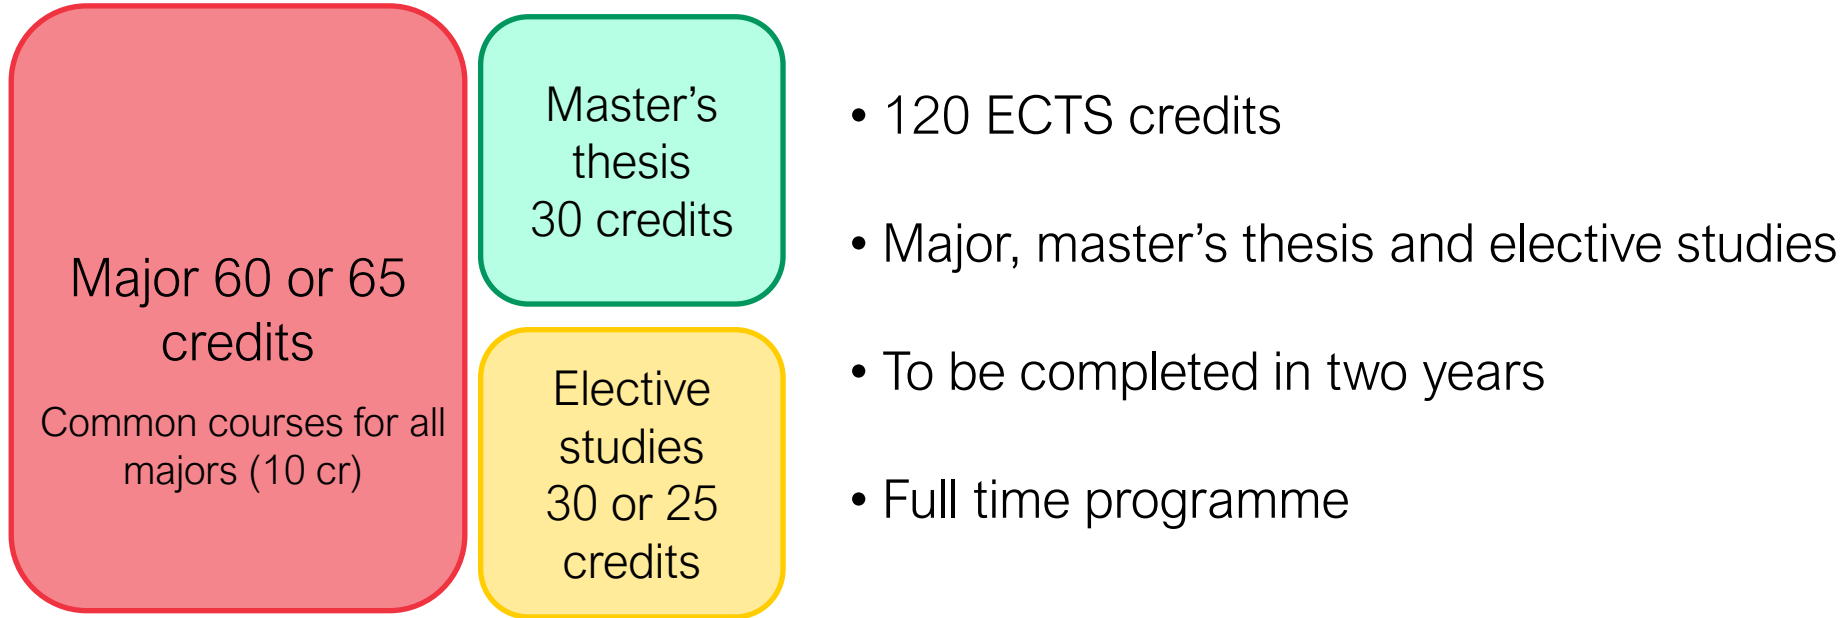 Major 60 or 65
credits
Common courses for all
majors (10 cr)
Master’s
thesis
30 credits
Elective
studies
30 or 25
credits
• 120 ECTS credits
• Major, master’s thesis and elective studies
• To be completed in two years
• Full time programme